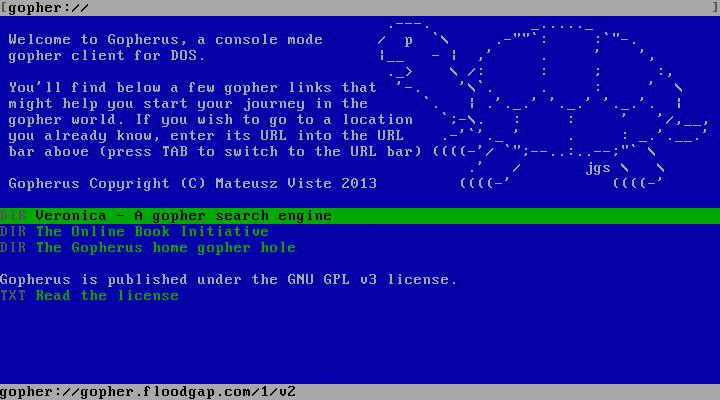 [gopher:// ]
Welcome to Gopherus, a console mode
gopher client for DOS.
You'll find below a few gopher links that
might help you start your journey in the
gopher world. If you wish to go to a location
you already know, enter its URL into the URL
bar above (press TAB to switch to the URL bar)
jgs
Gopherus Copyright (C) Mateusz Viste 2013
DIR Veronica - A gopher search engine
DIR The Online Book Initiative
DIR The Gopherus home gopher hole
Gopherus is published under the GNU GPL v3 license.
TXT Read the license
gopher://gopher.floodgap.com/1/v2